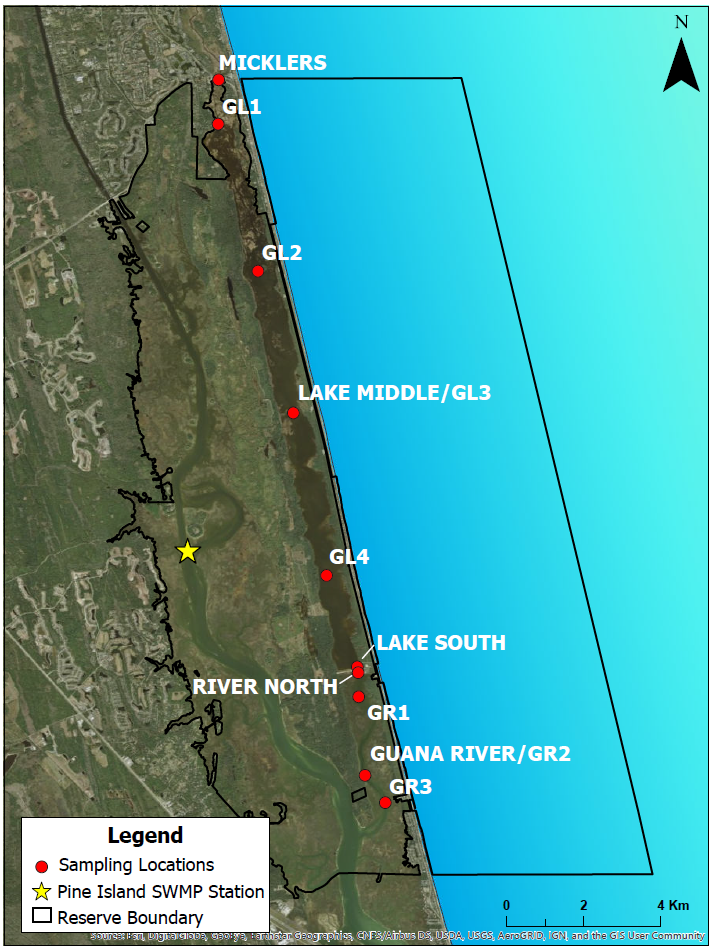 N
MICKLERS
GL1
GL2
LAKE MIDDLE/GL3
GL4
LAKE SOUTH
RIVER NORTH
GR1
GUANA RIVER/GR2
GR3
Legend
Sampling Locations
Pine Island SWMP Station
Reserve Boundary
0 2 4 Km
Source: Esri, DigitalGlobe, GeoEye, Earthstar Geographics, CNES/Airbus DS, USDA, USGS, AeroGRID, IGN, and the GIS User Community